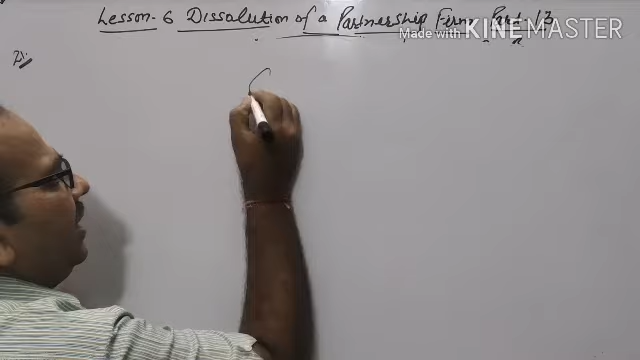 Lesson-6 Dissolution of a Partnership Firm Part-13
Made With KINEMASTER